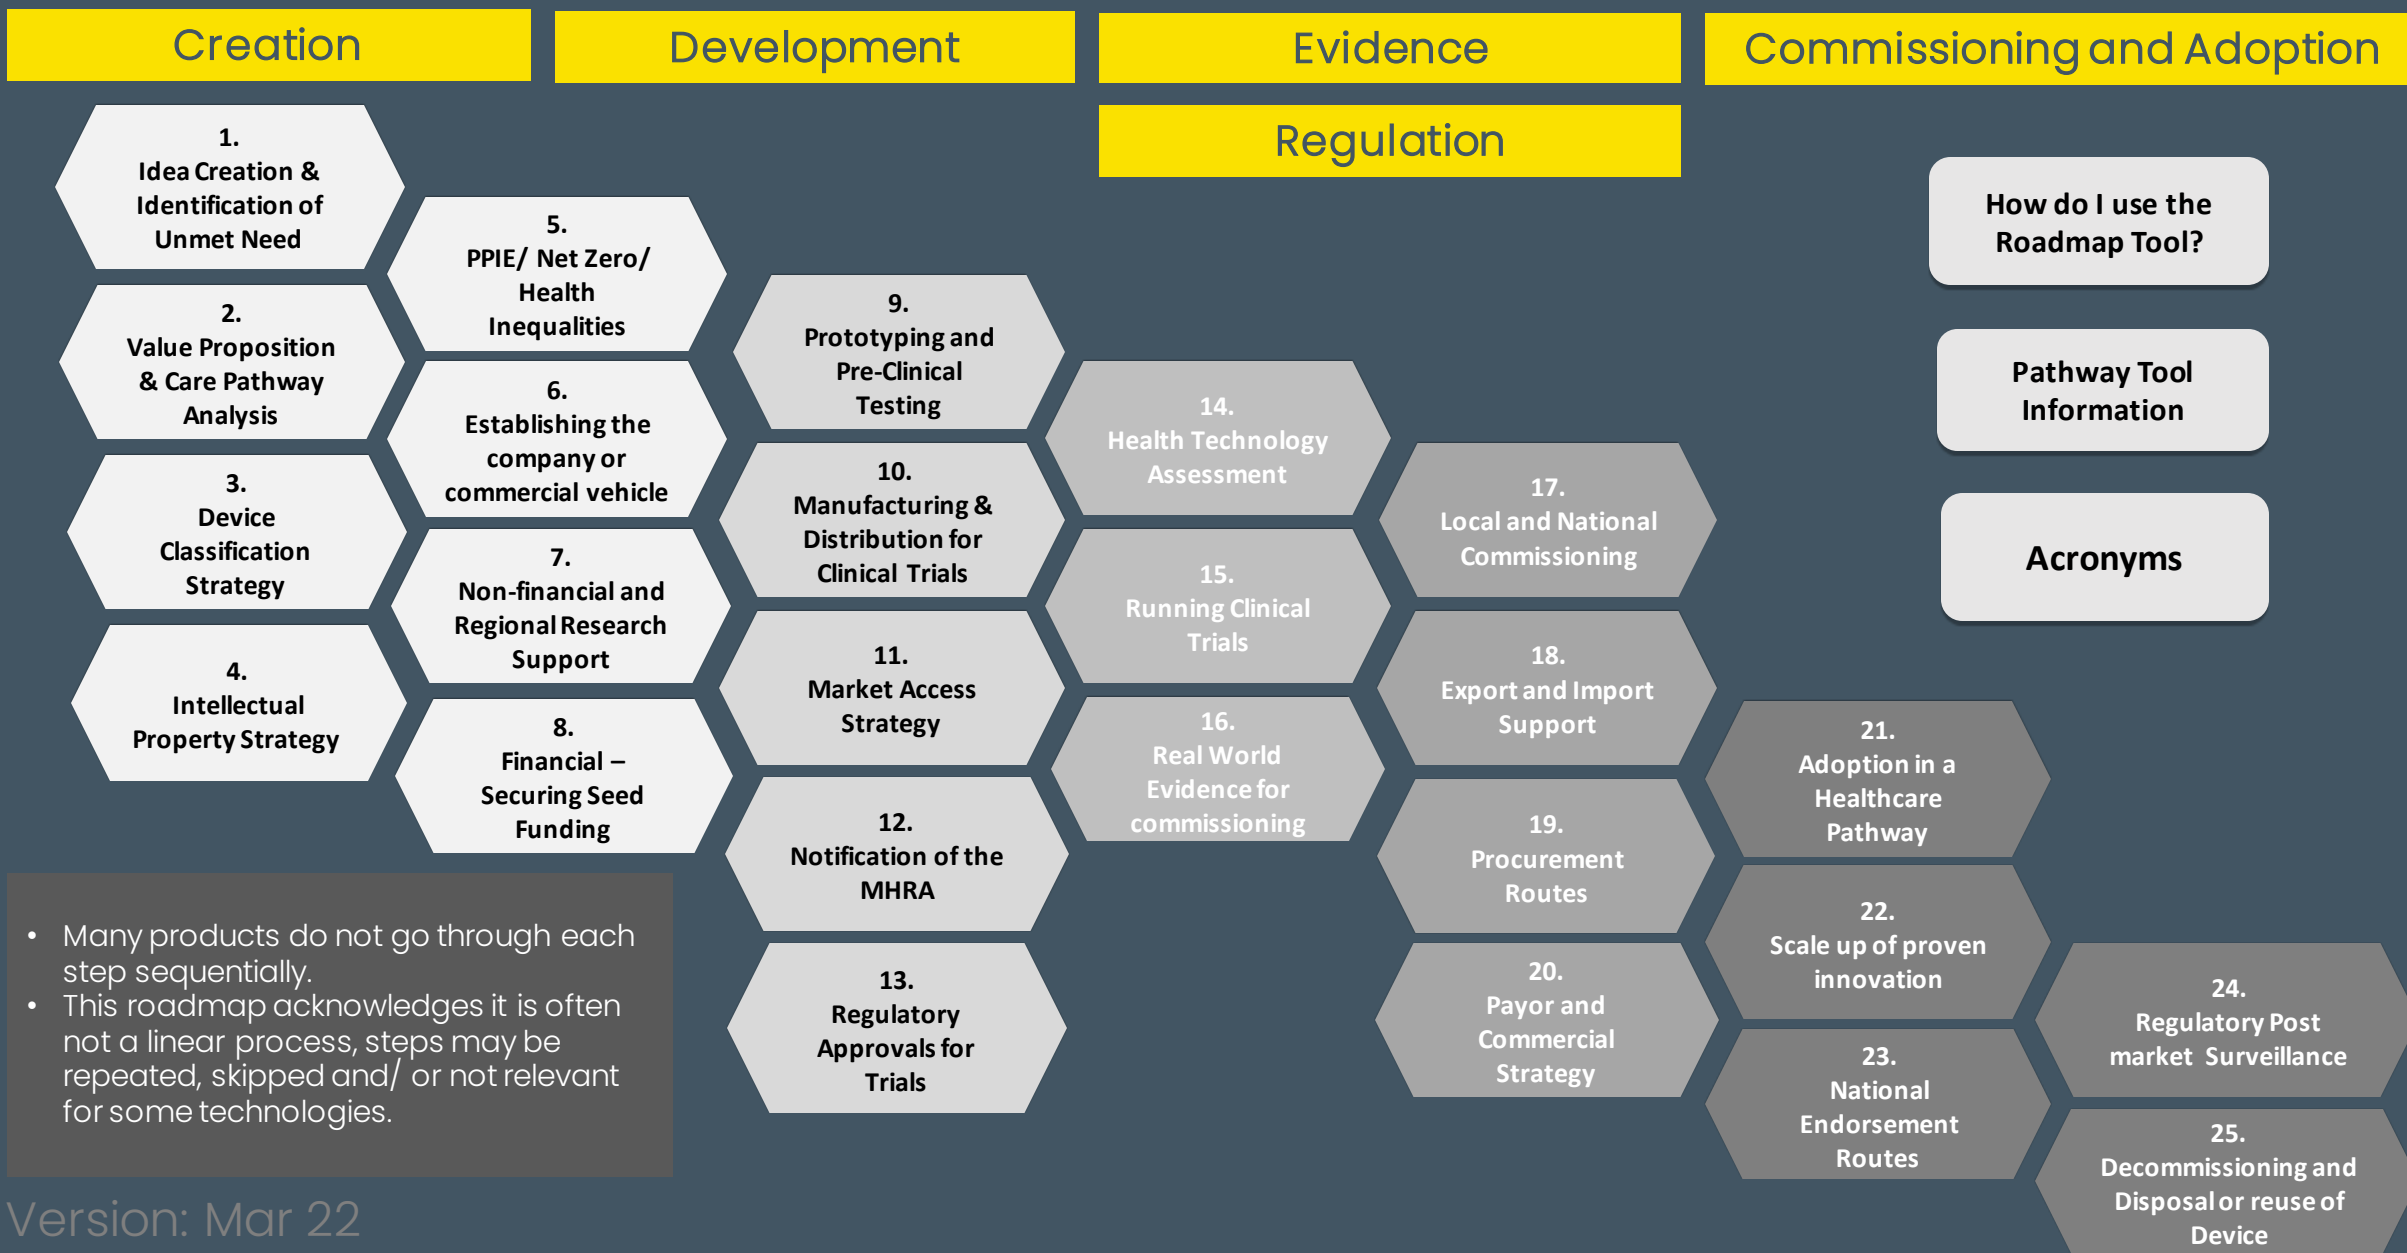 Creation
Development
Evidence
Commissioning and Adoption
Regulation
1.
Idea Creation &
Identification of
Unmet Need
2.
Value Proposition
& Care Pathway
Analysis
3.
Device
Classification
Strategy
4.
Intellectual
Property Strategy
5.
PPIE/ Net Zero/
Health
Inequalities
6.
Establishing the
company or
commercial vehicle
7.
Non-financial and
Regional Research
Support
8.
Financial –
Securing Seed
Funding
9.
Prototyping and
Pre-Clinical
Testing
10.
Manufacturing &
Distribution for
Clinical Trials
11.
Market Access
Strategy
12.
Notification of the
MHRA
13.
Regulatory
Approvals for
Trials
14.
Health Technology
Assessment
15.
Running Clinical
Trials
16.
Real World
Evidence for
commissioning
17.
Local and National
Commissioning
18.
Export and Import
Support
19.
Procurement
Routes
20.
Payor and
Commercial
Strategy
21.
Adoption in a
Healthcare
Pathway
22.
Scale up of proven
innovation
23.
National
Endorsement
Routes
24.
Regulatory Post
market Surveillance
25.
Decommissioning and
Disposal or reuse of
Device
How do I use the
Roadmap Tool?
Pathway Tool
Information
Acronyms
• Many products do not go through each
step sequentially.
• This roadmap acknowledges it is often
not a linear process, steps may be
repeated, skipped and/ or not relevant
for some technologies.
Version: Mar 22